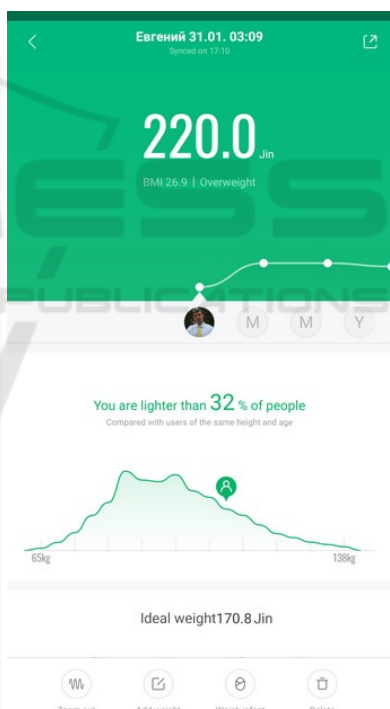 Евгений 31.01. 03:09
Synced on 17:10
220.0 Jin
BMI 26.9 | Overweight
PUBLICATIONS
M M Y
You are lighter than 32 % of people
Compared with users of the same height and age
65kg 138kg
Ideal weight170.8 Jin